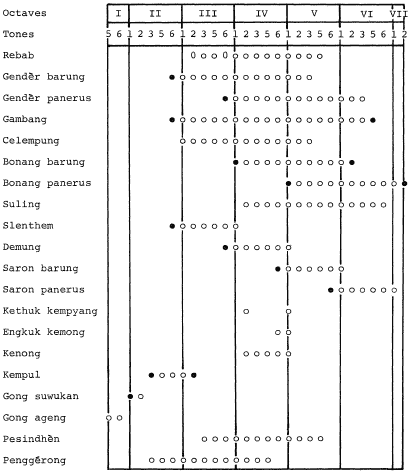 Octaves I II III IV V VI VII
Tones 5 6 1 2 3 5 6 1 2 3 5 6 1 2 3 5 6 1 2 3 5 6 1 2 3 5 6 1 2
Rebab
Gendèr barung
Gendèr panerus
Gambang
Celempung
Bonang barung
Bonang panerus
Suling
Slenthem
Demung
Saron barung
Saron panerus
Kethuk kempyang
Engkuk kemong
Kenong
Kempul
Gong suwukan
Gong ageng
Pesindhèn
Penggérong